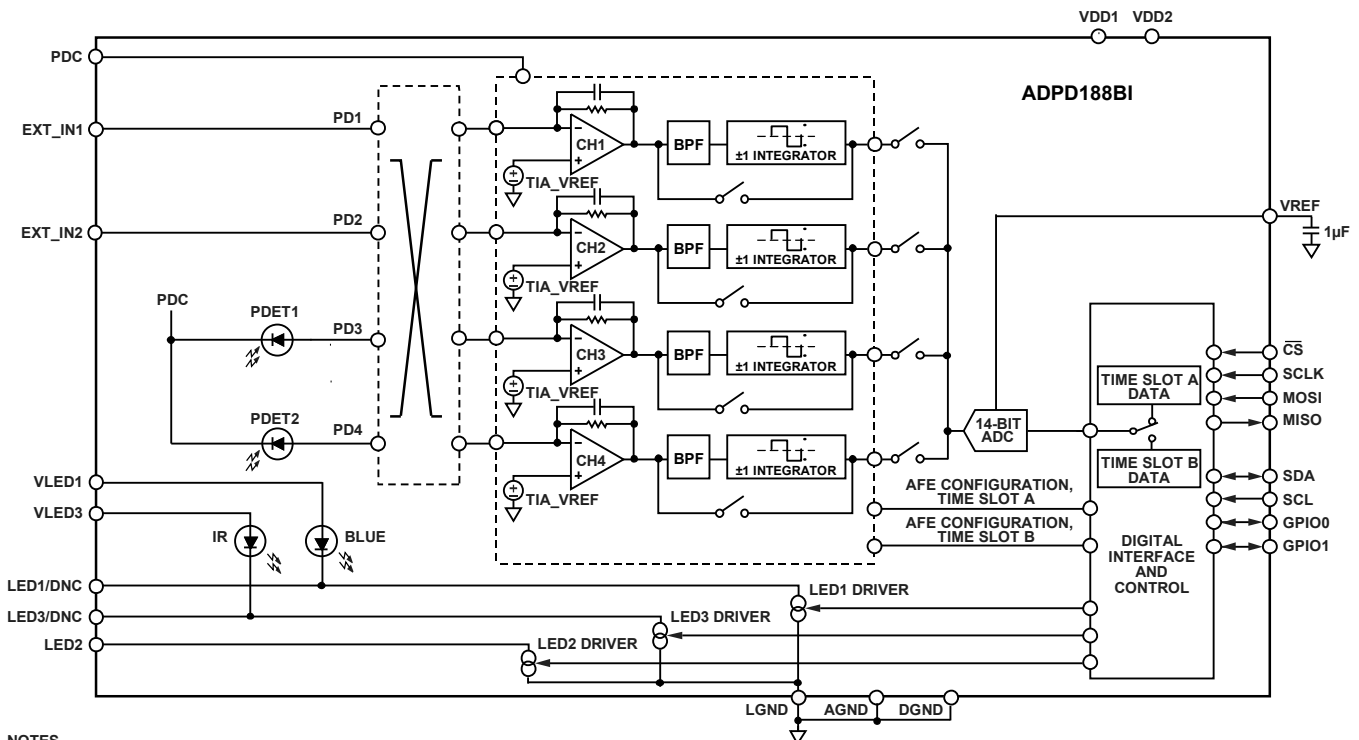 VDD1 VDD2
PDC
ADPD188BI
EXT_IN1
PD1
CH1
BPF
±1 INTEGRATOR
TIA_VREF
VREF
1µF
EXT_IN2
PD2
CH2
BPF
±1 INTEGRATOR
TIA_VREF
PDC
PDET1
PD3
CH3
BPF
±1 INTEGRATOR
TIA_VREF
PDET2
PD4
CH4
BPF
±1 INTEGRATOR
TIA_VREF
14-BIT
ADC
TIME SLOT A
DATA
TIME SLOT B
DATA
CS
SCLK
MOSI
MISO
SDA
SCL
GPIO0
GPIO1
AFE CONFIGURATION,
TIME SLOT A
AFE CONFIGURATION,
TIME SLOT B
DIGITAL
INTERFACE
AND
CONTROL
VLED1
VLED3
IR
BLUE
LED1/DNC
LED3/DNC
LED2
LED1 DRIVER
LED3 DRIVER
LED2 DRIVER
LGND AGND DGND